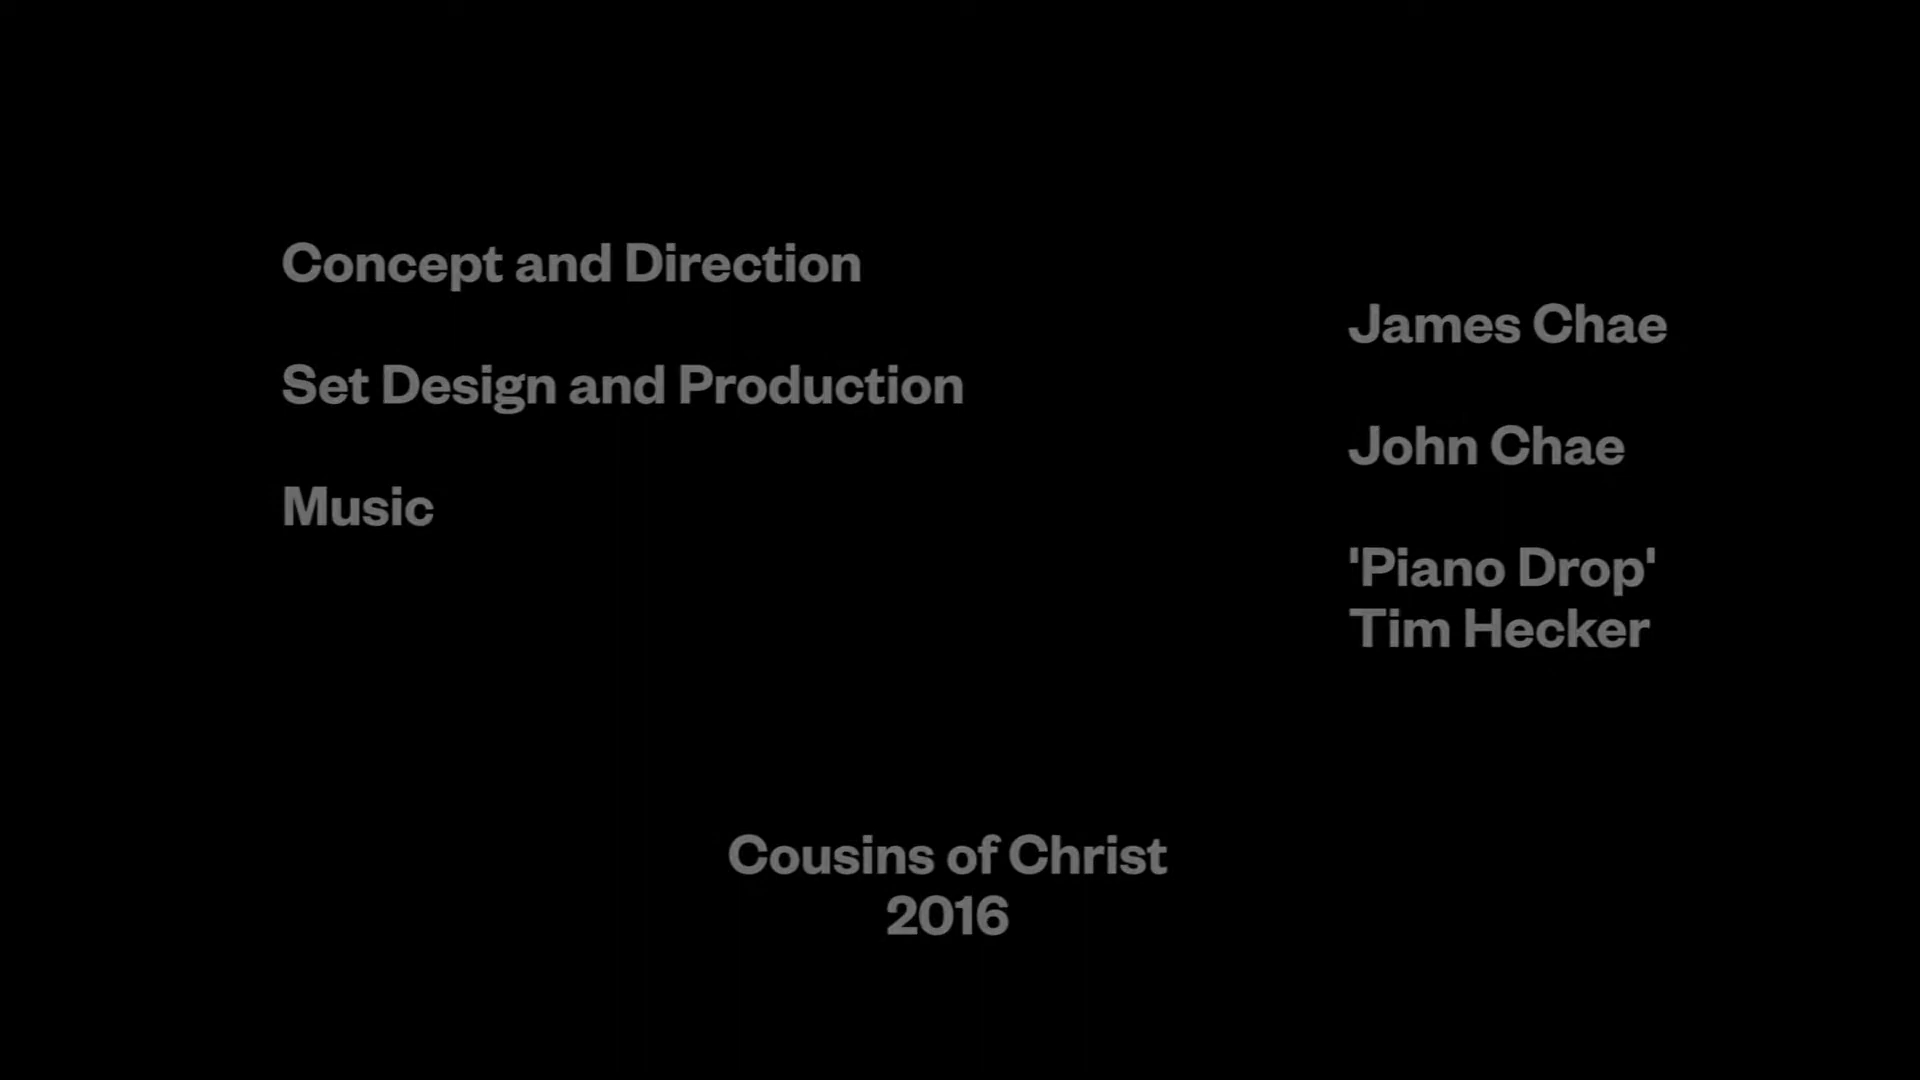 Concept and Direction
James Chae
Set Design and Production
John Chae
Music
'Piano Drop'
Tim Hecker
Cousins of Christ
2016